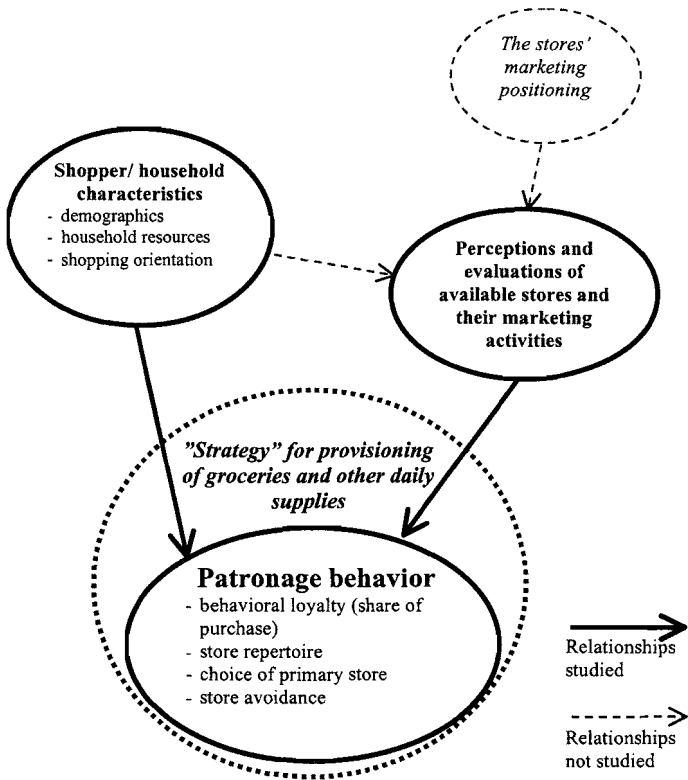 The stores'
marketing
positioning
Shopper/ household
characteristics
- demographics
- household resources
- shopping orientation
Perceptions and
evaluations of
available stores and
their marketing
activities
"Strategy" for provisioning
of groceries and other daily
supplies
Patronage behavior
- behavioral loyalty (share of
purchase)
- store repertoire
- choice of primary store
- store avoidance
Relationships
studied
Relationships
not studied